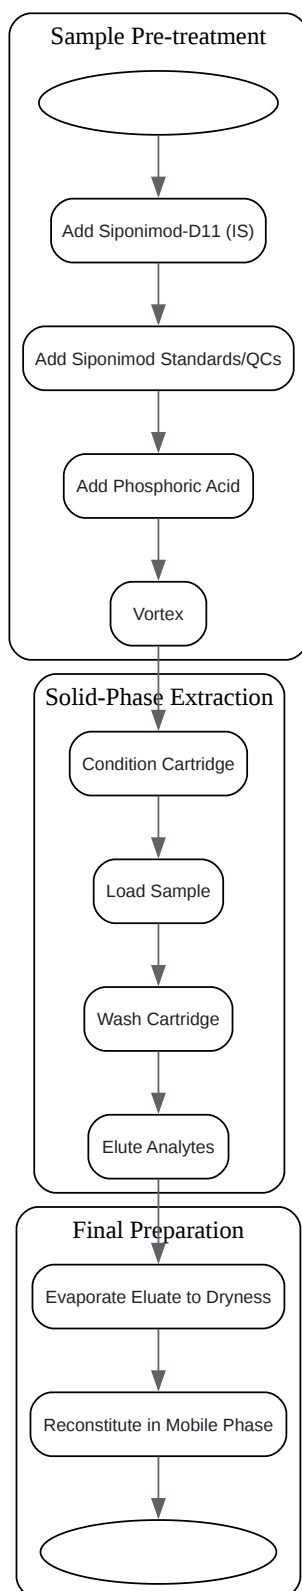 Sample Pre-treatment
Add Siponimod-D11 (IS)
Add Siponimod Standards/QCs
Add Phosphoric Acid
Vortex
Solid-Phase Extraction
Condition Cartridge
Load Sample
Wash Cartridge
Elute Analytes
Final Preparation
Evaporate Eluate to Dryness
Reconstitute in Mobile Phase